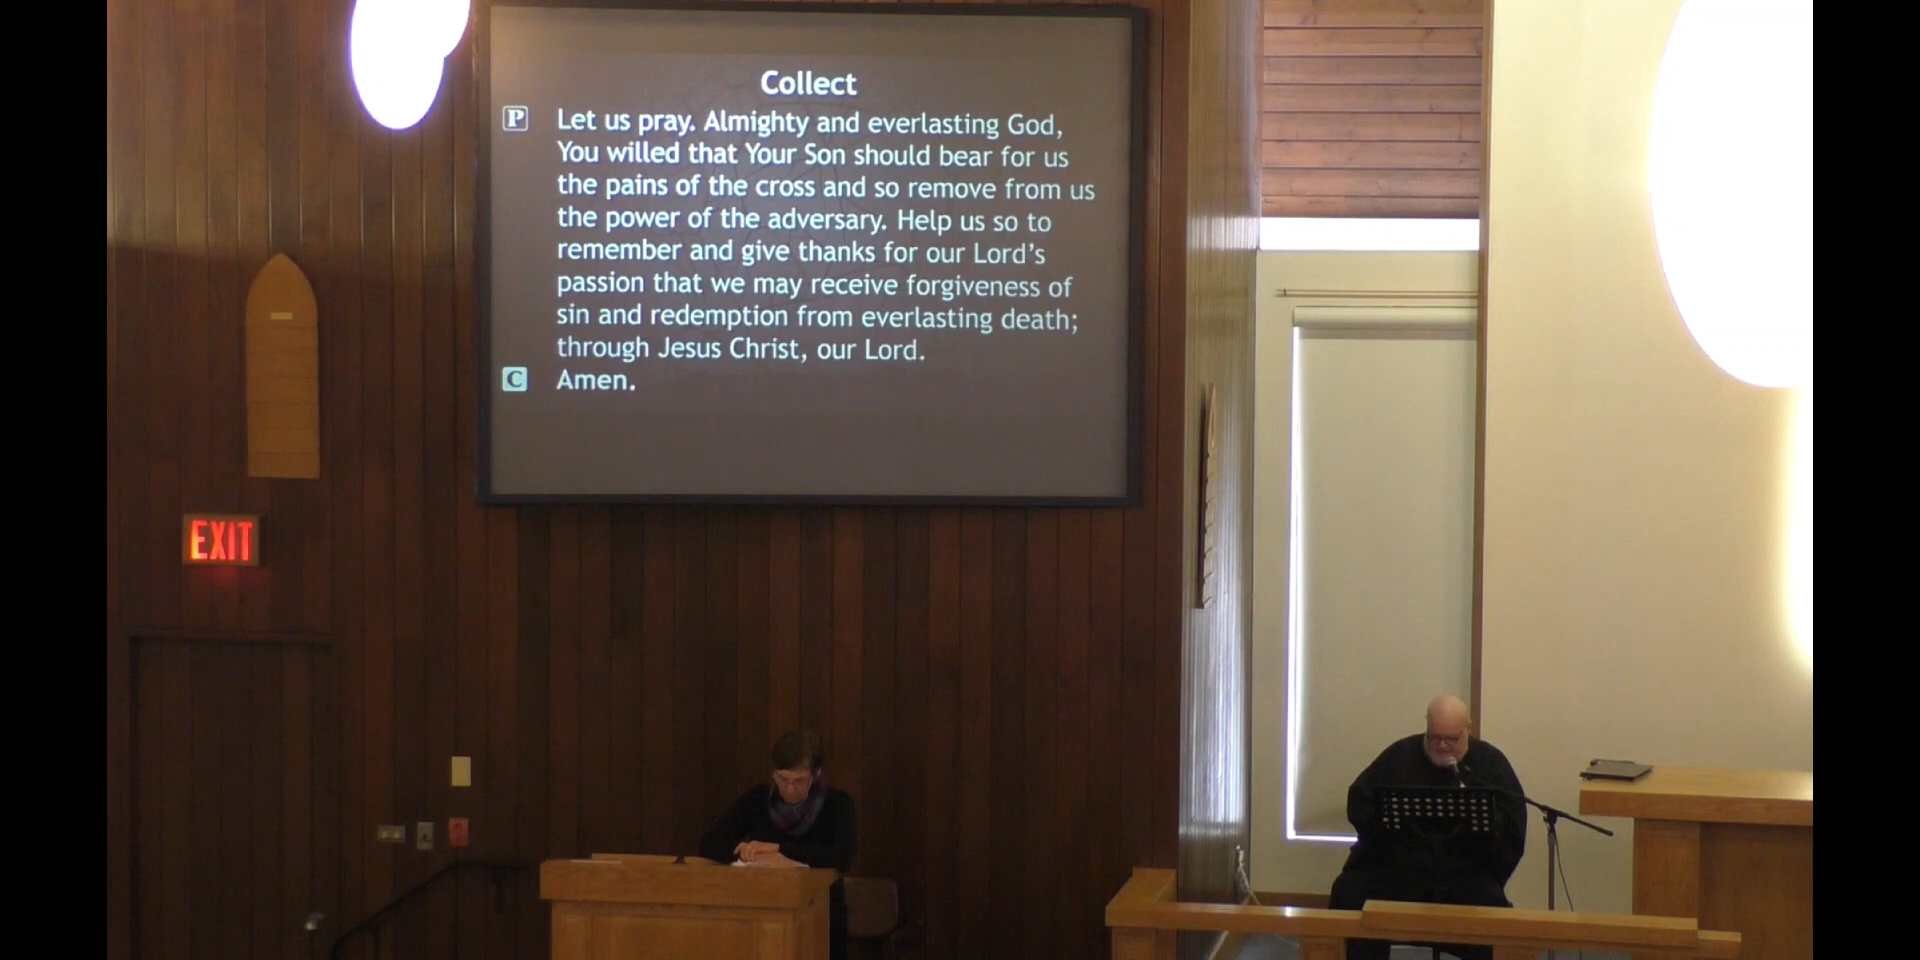 Collect
P Let us pray. Almighty and everlasting God,
You willed that Your Son should bear for us
the pains of the cross and so remove from us
the power of the adversary. Help us so to
remember and give thanks for our Lord's
passion that we may receive forgiveness of
sin and redemption from everlasting death;
through Jesus Christ, our Lord.
C Amen.
EXIT